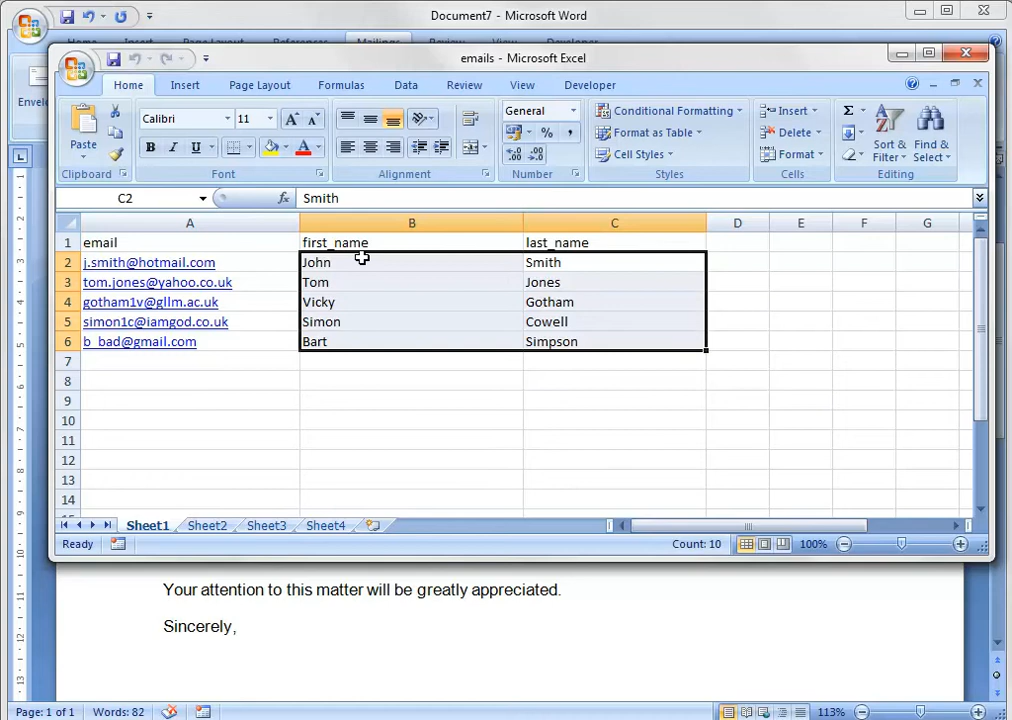 Document7 - Microsoft Word
Mailings
Envelo
emails - Microsoft Excel
Home Insert Page Layout Formulas Data Review View Developer
Paste
Calibri 11
B I U
General
Conditional Formatting
Format as Table
Cell Styles
Insert
Delete
Format
Sort & Filter
Find & Select
Clipboard Font Alignment Number Styles Cells Editing
C2 fx Smith
A B C D E F G
1 email first_name last_name
2 j.smith@hotmail.com John Smith
3 tom.jones@yahoo.co.uk Tom Jones
4 gotham1v@gllm.ac.uk Vicky Gotham
5 simon1c@iamgod.co.uk Simon Cowell
6 b_bad@gmail.com Bart Simpson
7
8
9
10
11
12
13
14
Sheet1 Sheet2 Sheet3 Sheet4
Ready Count: 10 100%
Your attention to this matter will be greatly appreciated.
Sincerely,
Page: 1 of 1 Words: 82 113%